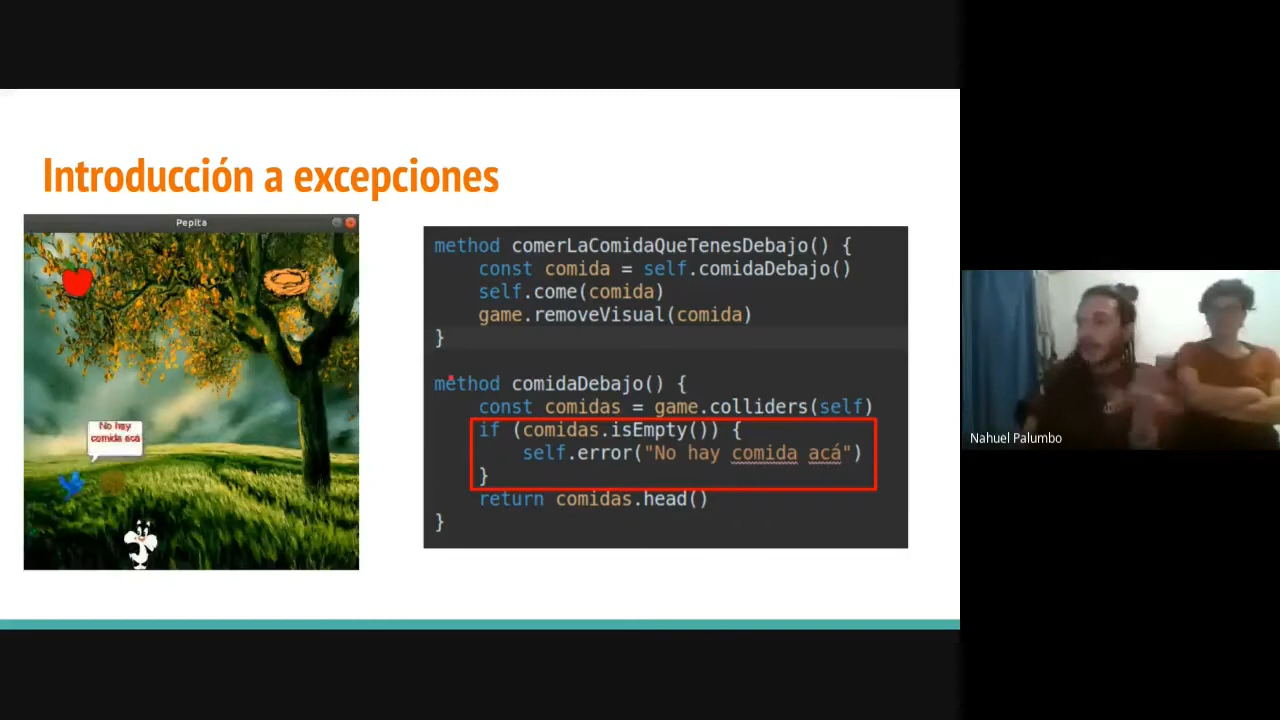 Introducción a excepciones
Pepita
No hay
comida acá
method comerLaComidaQueTenesDebajo() {
const comida = self.comidaDebajo()
self.come(comida)
game.removeVisual(comida)
}
method comidaDebajo() {
const comidas = game.colliders(self)
if (comidas.isEmpty()) {
self.error("No hay comida acá")
}
return comidas.head()
}
Nahuel Palumbo